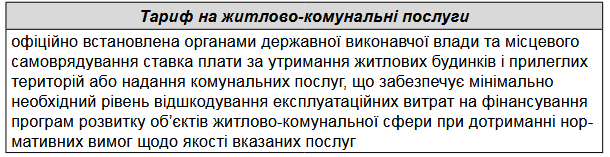 Тариф на житлово-комунальні послуги
офіційно встановлена органами державної виконавчої влади та місцевого
самоврядування ставка плати за утримання житлових будинків і прилеглих
територій або надання комунальних послуг, що забезпечує мінімально
необхідний рівень відшкодування експлуатаційних витрат на фінансування
програм розвитку об’єктів житлово-комунальної сфери при дотриманні нор-
мативних вимог щодо якості вказаних послуг